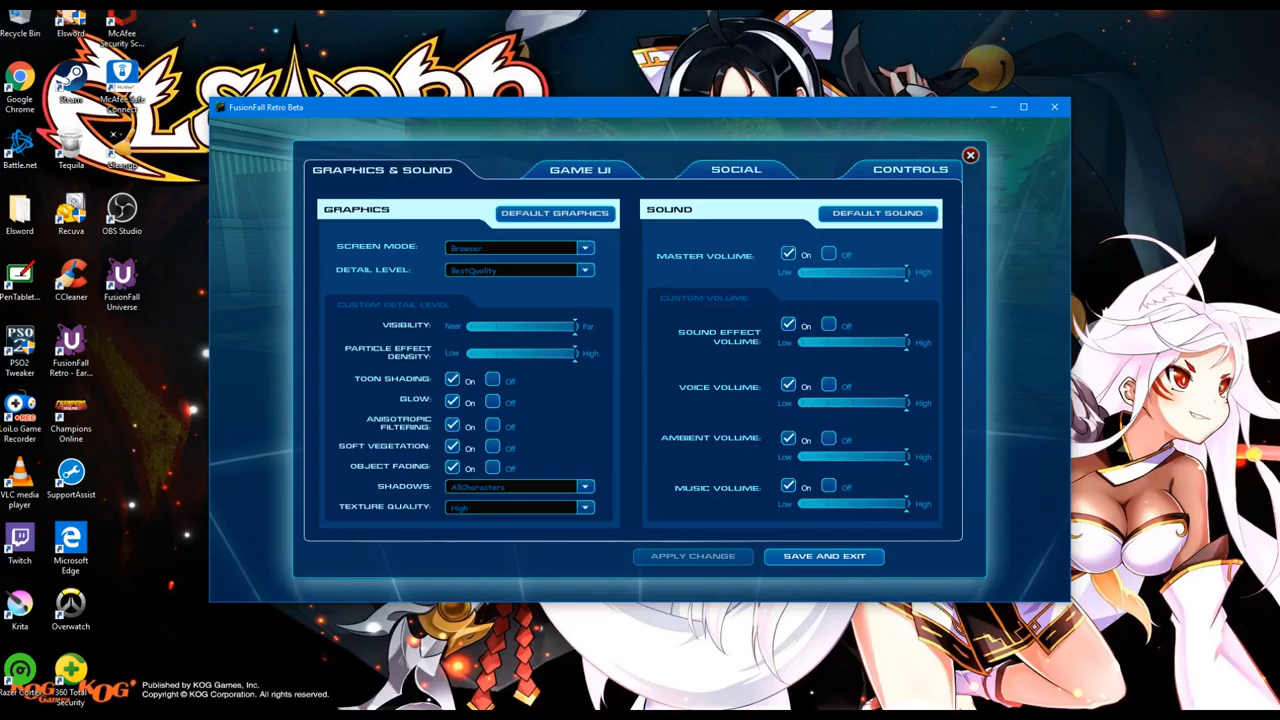 Recycle Bin
Elsword
McAfee
Security Sc...
ELSWORD
Google
Chrome
Steam
McAfee Safe
Connect
Battle.net
Tequila
Cleanup
Elsword
Recuva
OBS Studio
PenTablet...
CCleaner
FusionFall
Universe
PSO2
Tweaker
FusionFall
Retro - Ear...
LoiLo Game
Recorder
Champions
Online
VLC media
player
SupportAssist
Twitch
Microsoft
Edge
Krita
Overwatch
Razer Cortex
360 Total
Security
KOG
Games
KOG
Published by KOG Games, Inc.
Copyright © KOG Corporation. All rights reserved.
FusionFall Retro Beta
GRAPHICS & SOUND
GAME UI
SOCIAL
CONTROLS
GRAPHICS
DEFAULT GRAPHICS
SCREEN MODE: Browser
DETAIL LEVEL: BestQuality
CUSTOM DETAIL LEVEL
VISIBILITY: Near Far
PARTICLE EFFECT
DENSITY: Low High
TOON SHADING: On Off
GLOW: On Off
ANISOTROPIC
FILTERING: On Off
SOFT VEGETATION: On Off
OBJECT FADING: On Off
SHADOWS: AllCharacters
TEXTURE QUALITY: High
SOUND
DEFAULT SOUND
MASTER VOLUME: On Off
Low High
CUSTOM VOLUME
SOUND EFFECT
VOLUME: On Off
Low High
VOICE VOLUME: On Off
Low High
AMBIENT VOLUME: On Off
Low High
MUSIC VOLUME: On Off
Low High
APPLY CHANGE
SAVE AND EXIT